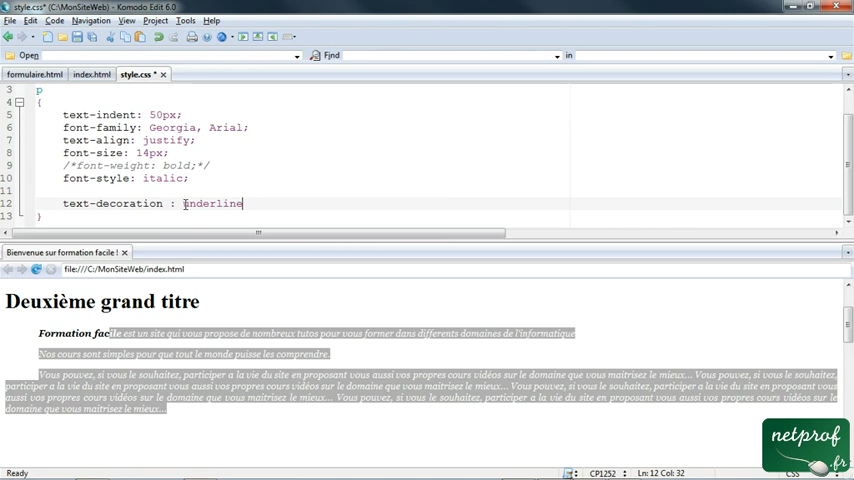 style.css* (C:\MonSiteWeb) - Komodo Edit 6.0
File Edit Code Navigation View Project Tools Help
Open Find in
formulaire.html index.html style.css *
3 p
4 {
5 text-indent: 50px;
6 font-family: Georgia, Arial;
7 text-align: justify;
8 font-size: 14px;
9 /*font-weight: bold;*/
10 font-style: italic;
11
12 text-decoration : underline
13 }
Bienvenue sur formation facile !
file:///C:/MonSiteWeb/index.html
Deuxième grand titre
Formation facile est un site qui vous propose de nombreux tutos pour vous former dans differents domaines de l'informatique
Nos cours sont simples pour que tout le monde puisse les comprendre.
Vous pouvez, si vous le souhaitez, participer a la vie du site en proposant vous aussi vos propres cours vidéos sur le domaine que vous maitrisez le mieux... Vous pouvez, si vous le souhaitez,
participer a la vie du site en proposant vous aussi vos propres cours vidéos sur le domaine que vous maitrisez le mieux... Vous pouvez, si vous le souhaitez, participer a la vie du site en proposant vous
aussi vos propres cours vidéos sur le domaine que vous maitrisez le mieux... Vous pouvez, si vous le souhaitez, participer a la vie du site en proposant vous aussi vos propres cours vidéos sur le
domaine que vous maitrisez le mieux...
netprof
.fr
Ready CP1252 Ln: 12 Col: 32 CSS